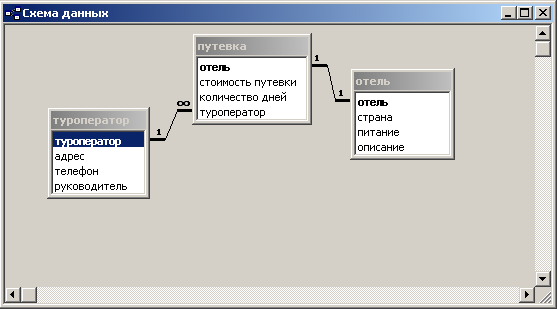 Схема данных
путевка
отель
стоимость путевки
количество дней
туроператор
1
1
отель
отель
страна
питание
описание
туроператор
туроператор
адрес
телефон
руководитель
1
∞